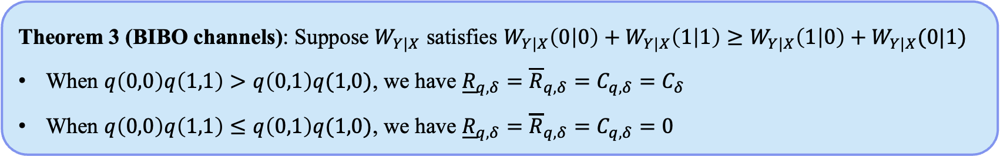 Theorem 3 (BIBO channels): Suppose $W_{Y|X}$ satisfies $W_{Y|X}(0|0) + W_{Y|X}(1|1) \geq W_{Y|X}(1|0) + W_{Y|X}(0|1)$
• When $q(0,0)q(1,1) > q(0,1)q(1,0)$, we have $\underline{R}_{q,\delta} = \overline{R}_{q,\delta} = C_{q,\delta} = C_{\delta}$
• When $q(0,0)q(1,1) \leq q(0,1)q(1,0)$, we have $\underline{R}_{q,\delta} = \overline{R}_{q,\delta} = C_{q,\delta} = 0$